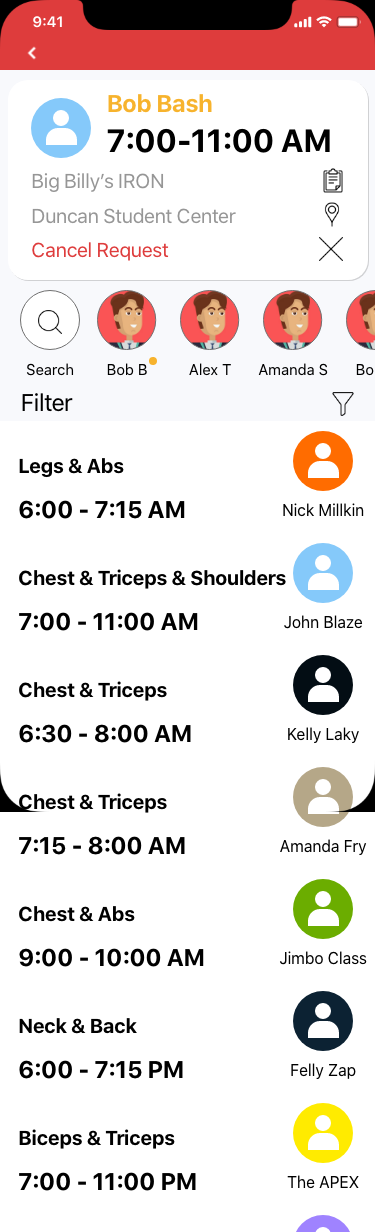 9:41
Bob Bash
7:00-11:00 AM
Big Billy’s IRON
Duncan Student Center
Cancel Request
Search
Bob B
Alex T
Amanda S
Bo
Filter
Legs & Abs
6:00 - 7:15 AM
Nick Millkin
Chest & Triceps & Shoulders
7:00 - 11:00 AM
John Blaze
Chest & Triceps
6:30 - 8:00 AM
Kelly Laky
Chest & Triceps
7:15 - 8:00 AM
Amanda Fry
Chest & Abs
9:00 - 10:00 AM
Jimbo Class
Neck & Back
6:00 - 7:15 PM
Felly Zap
Biceps & Triceps
7:00 - 11:00 PM
The APEX